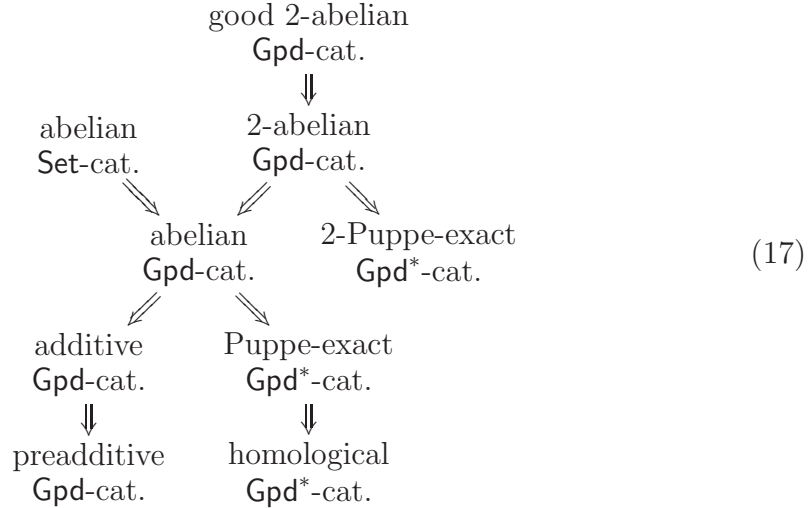 good 2-abelian
Gpd-cat.
abelian
Set-cat.
2-abelian
Gpd-cat.
abelian
Gpd-cat.
2-Puppe-exact
Gpd*-cat.
(17)
additive
Gpd-cat.
Puppe-exact
Gpd*-cat.
preadditive
Gpd-cat.
homological
Gpd*-cat.